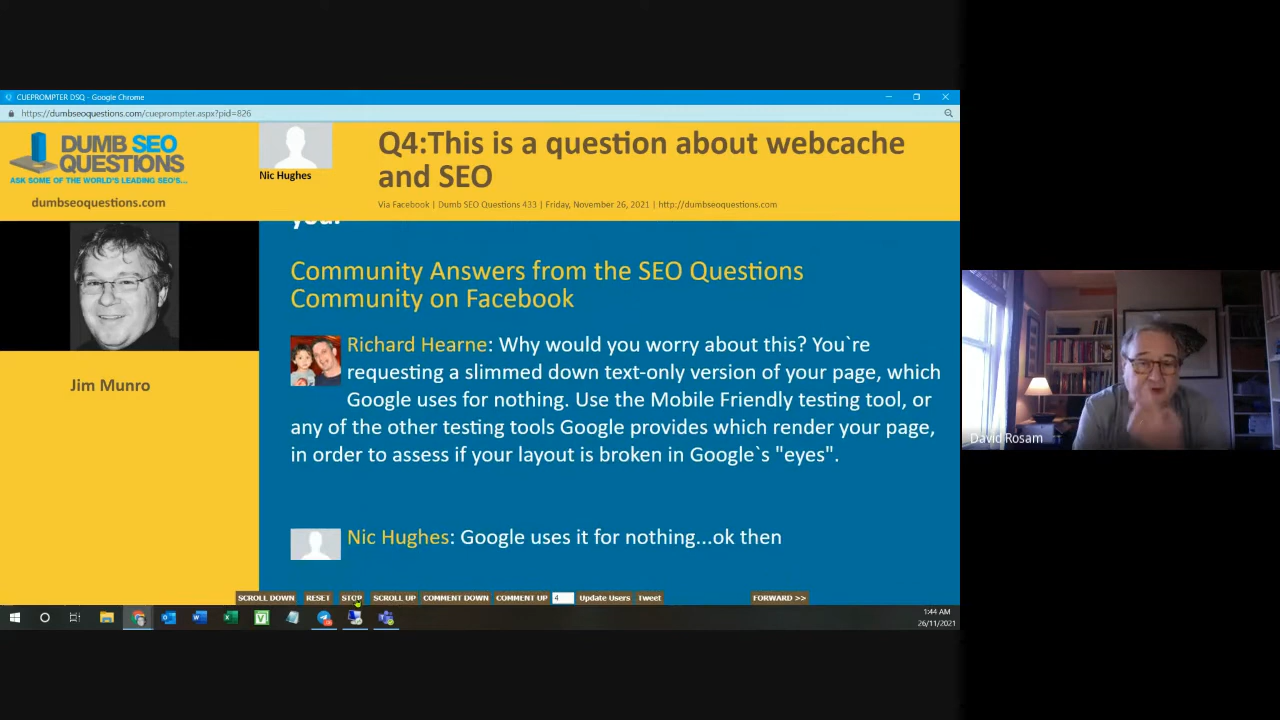 CUEPROMPTER DSQ - Google Chrome
https://dumbseoquestions.com/cueprompter.aspx?pid=826
DUMB SEO
QUESTIONS
ASK SOME OF THE WORLD'S LEADING SEO'S...
dumbseoquestions.com
Nic Hughes
Q4:This is a question about webcache
and SEO
Via Facebook | Dumb SEO Questions 433 | Friday, November 26, 2021 | http://dumbseoquestions.com
you.
Jim Munro
Community Answers from the SEO Questions
Community on Facebook
Richard Hearne: Why would you worry about this? You`re
requesting a slimmed down text-only version of your page, which
Google uses for nothing. Use the Mobile Friendly testing tool, or
any of the other testing tools Google provides which render your page,
in order to assess if your layout is broken in Google`s "eyes".
Nic Hughes: Google uses it for nothing...ok then
SCROLL DOWN RESET STOP SCROLL UP COMMENT DOWN COMMENT UP 4 Update Users Tweet FORWARD >>
1:44 AM
26/11/2021
David Rosam